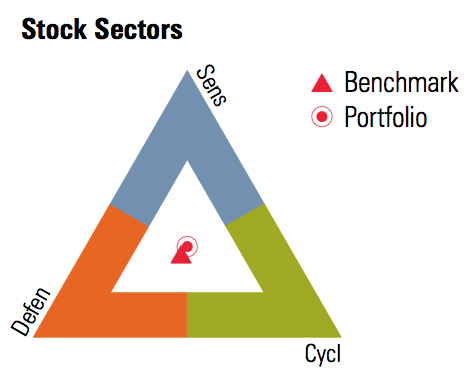 Stock Sectors
Sens
Benchmark
Portfolio
Defen
Cycl